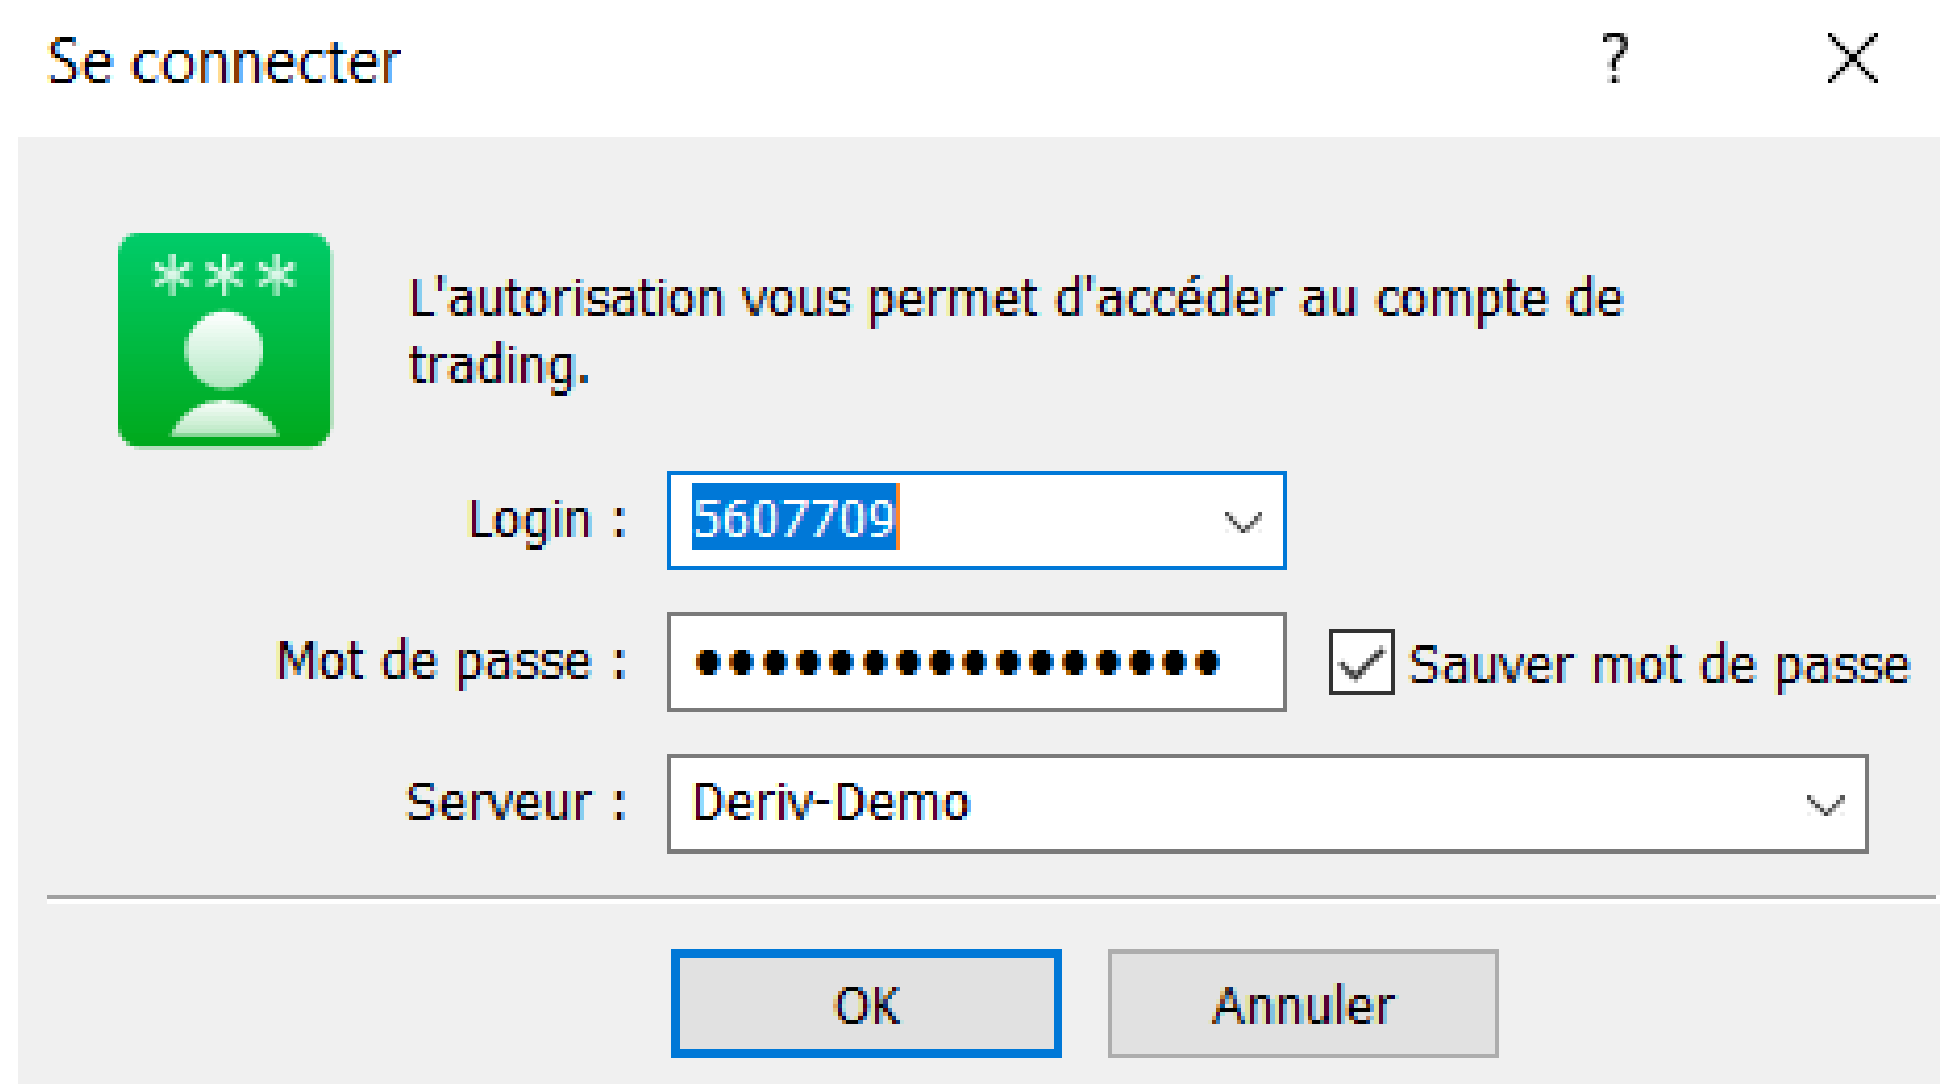 Se connecter ?
L'autorisation vous permet d'accéder au compte de
trading.
Login : 5607709
Mot de passe : ●●●●●●●●●●●●●●●● Sauver mot de passe
Serveur : Deriv-Demo
OK Annuler